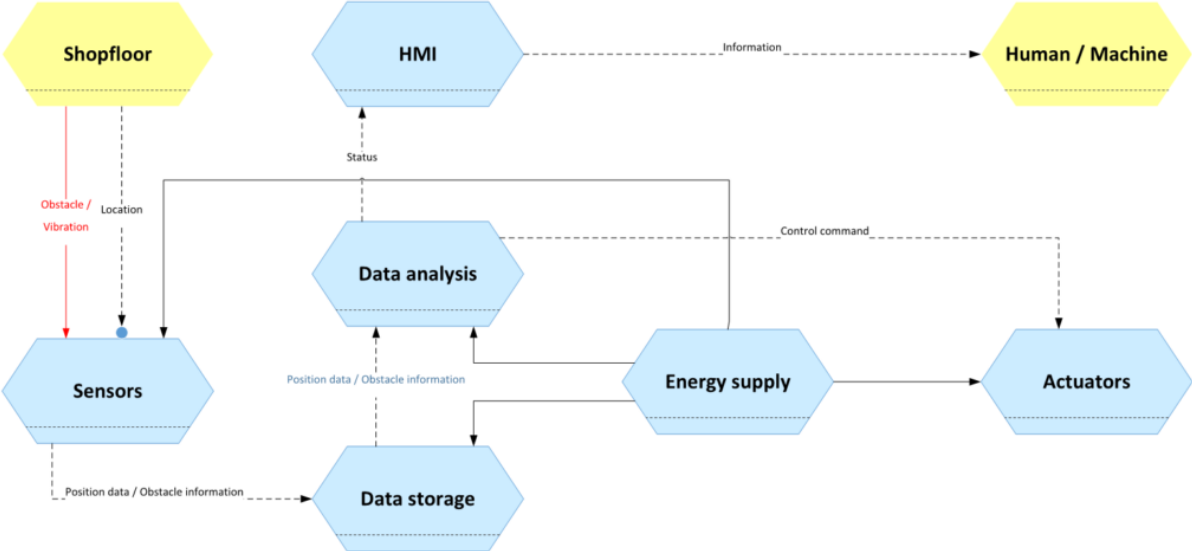 Shopfloor
HMI
Human / Machine
Information
Status
Obstacle /
Vibration
Location
Control command
Data analysis
Position data / Obstacle information
Energy supply
Actuators
Sensors
Position data / Obstacle information
Data storage